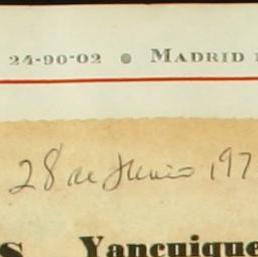 24-90-02 • MADRID
28 de Junio 197
s Yancuique